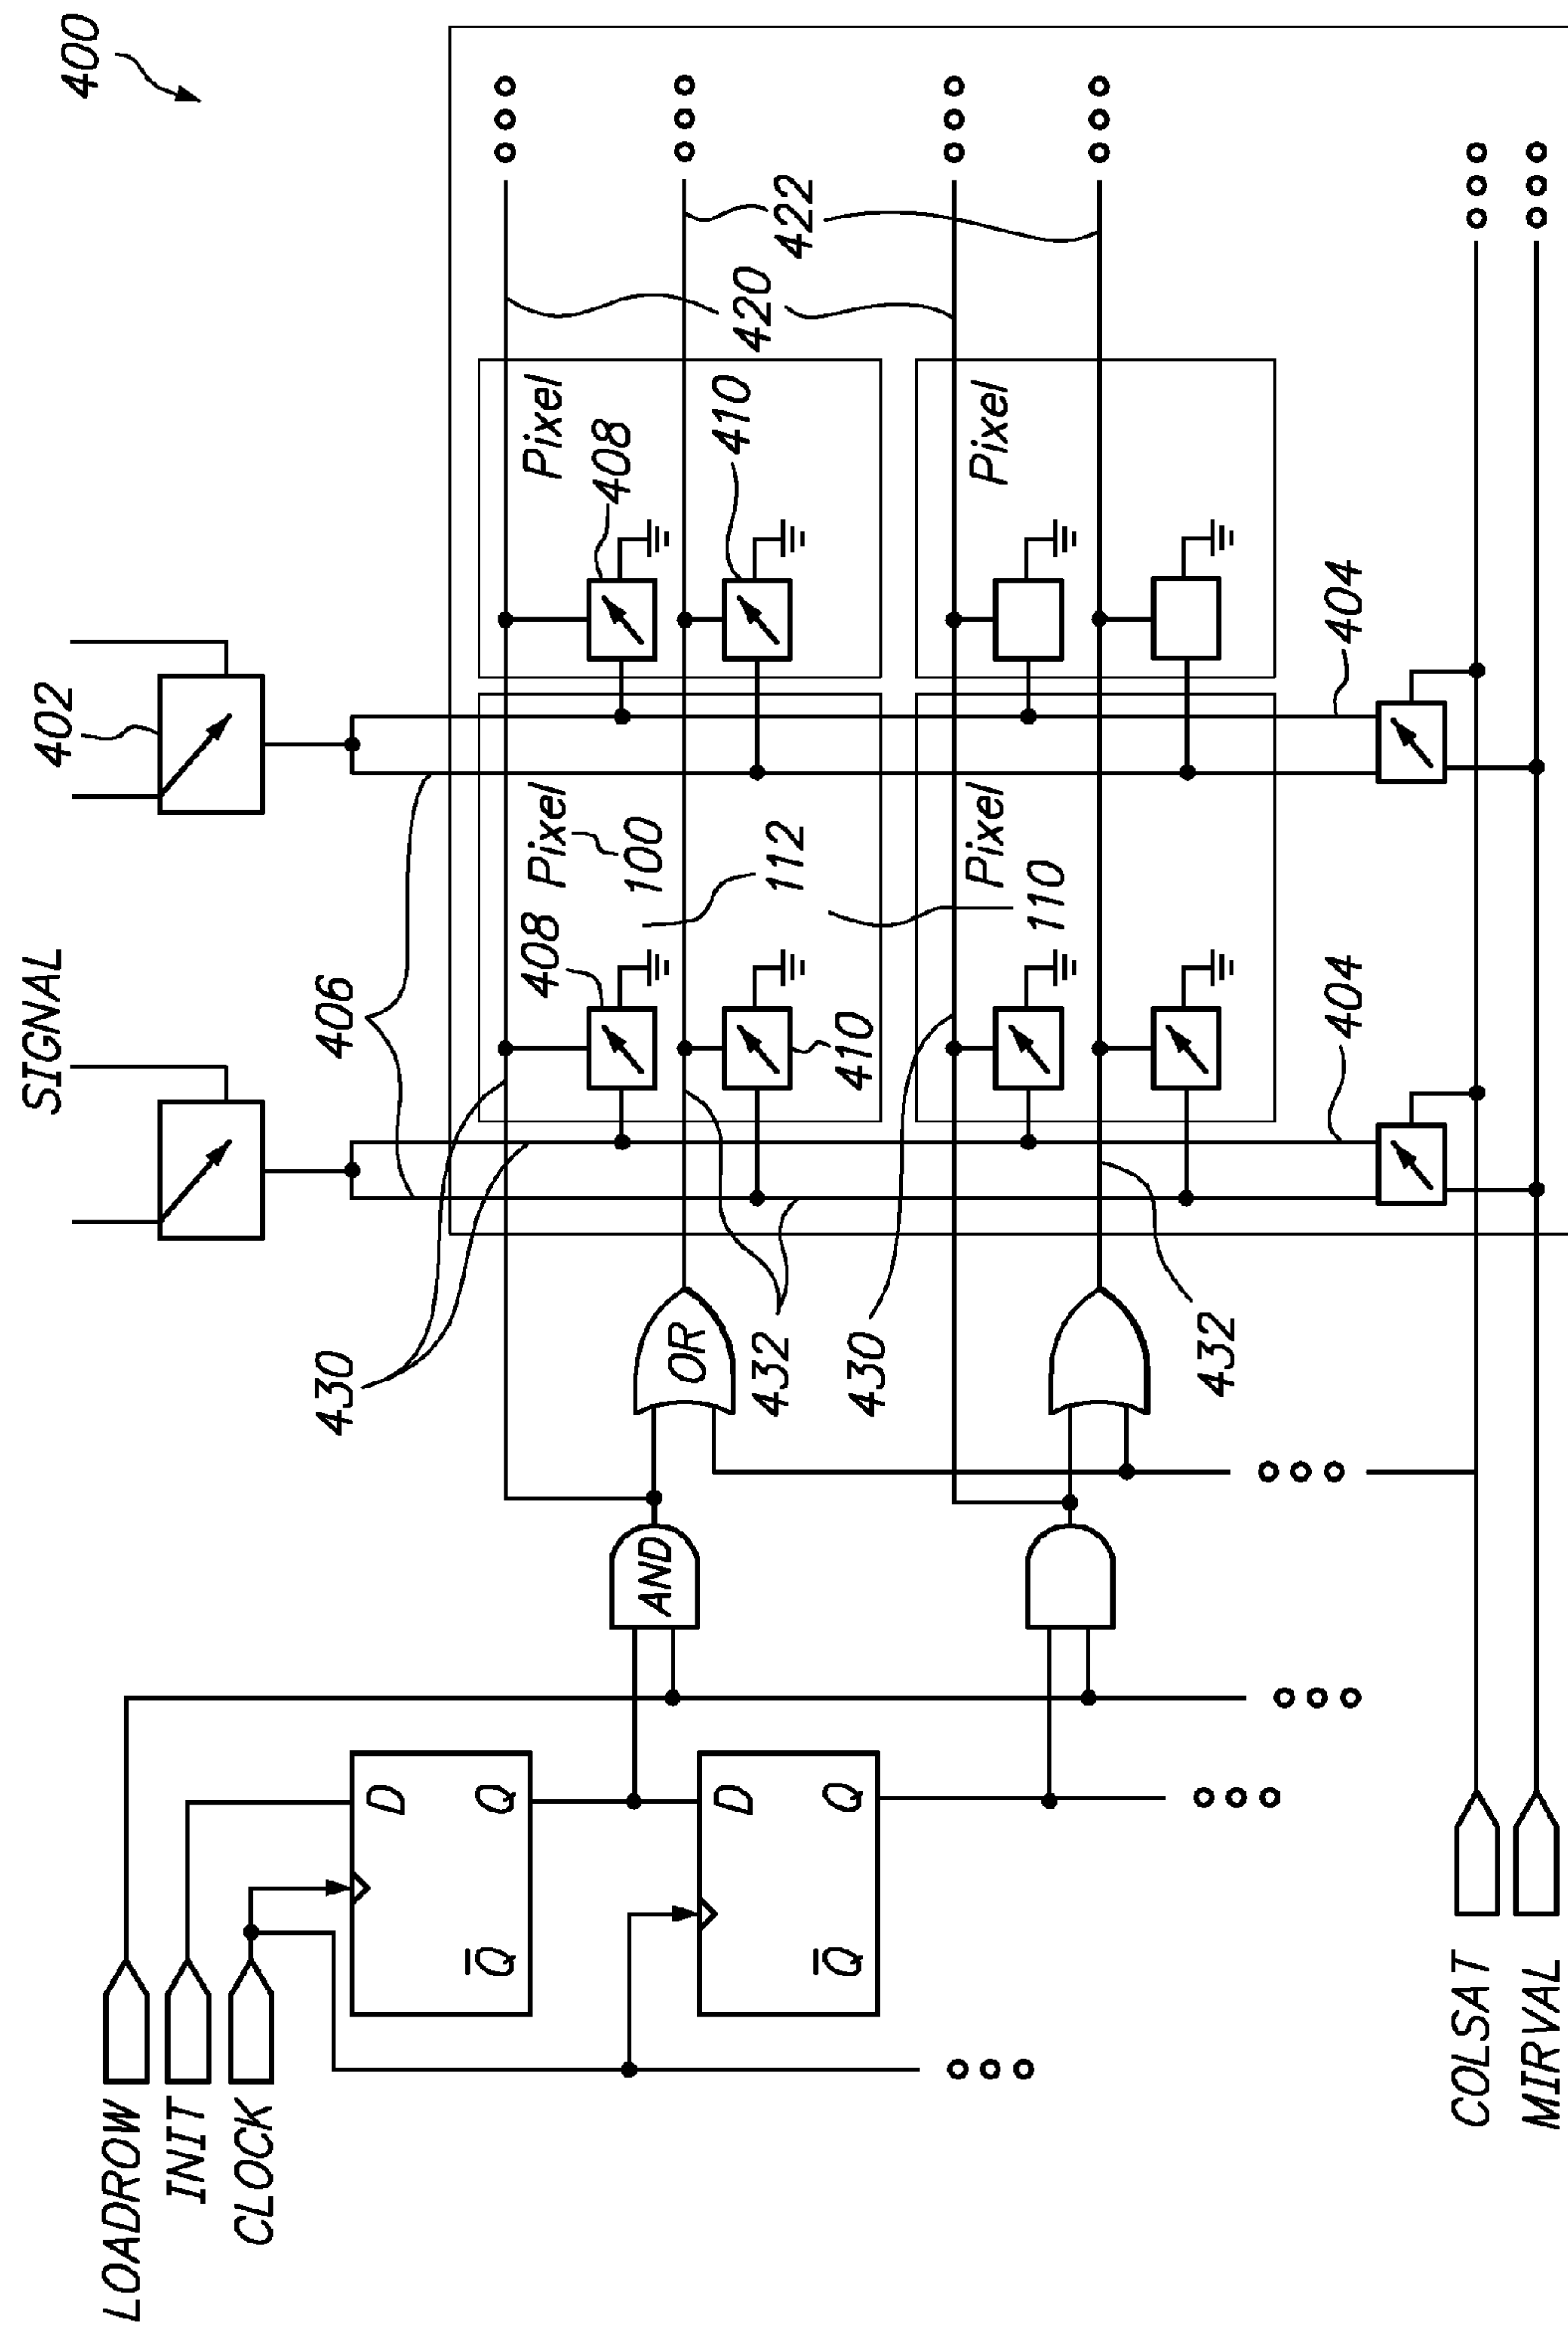 400
SIGNAL
402
LOADROW
INIT
CLOCK
D
Q
Q̅
D
Q
Q̅
AND
OR
430
406
Pixel
408
100
410
112
Pixel
408
410
420
422
432
430
Pixel
110
Pixel
432
404
404
COLSAT
MIRVAL